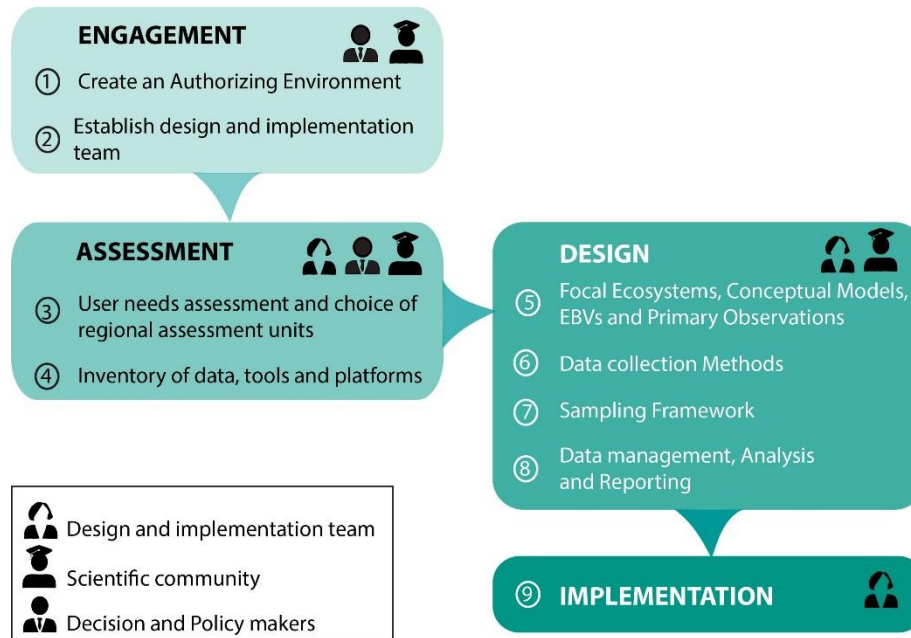 ENGAGEMENT
① Create an Authorizing Environment
② Establish design and implementation
team
ASSESSMENT
③ User needs assessment and choice of
regional assessment units
④ Inventory of data, tools and platforms
DESIGN
⑤ Focal Ecosystems, Conceptual Models,
EBVs and Primary Observations
⑥ Data collection Methods
⑦ Sampling Framework
⑧ Data management, Analysis
and Reporting
⑨ IMPLEMENTATION
Design and implementation team
Scientific community
Decision and Policy makers